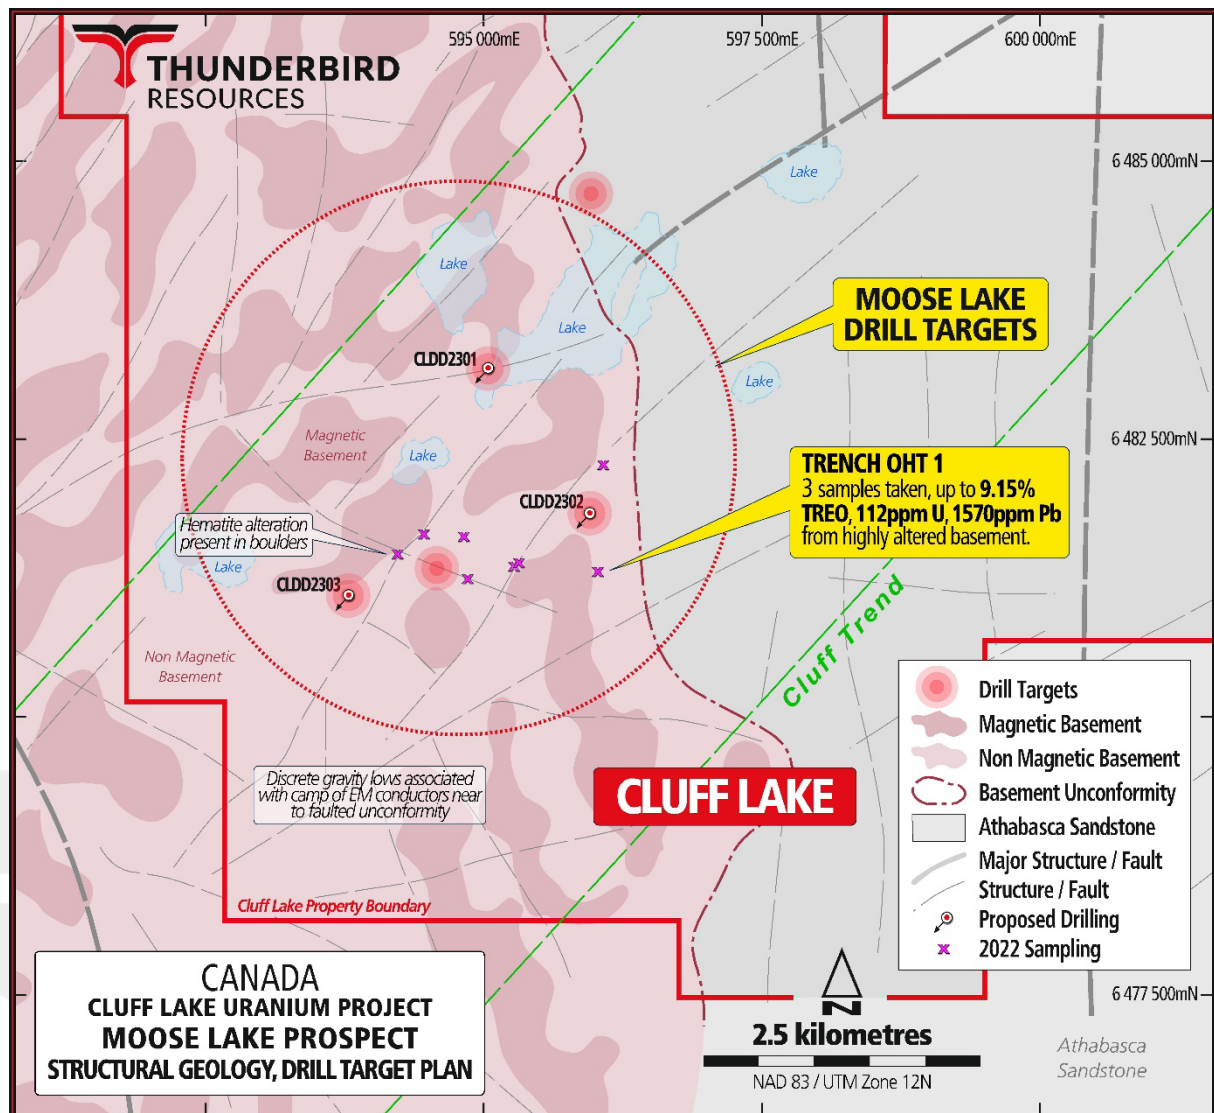 THUNDERBIRD
RESOURCES
595 000mE
597 500mE
600 000mE
6 485 000mN
Lake
Lake
Lake
MOOSE LAKE
DRILL TARGETS
CLDD2301
Lake
6 482 500mN
Magnetic
Basement
Lake
TRENCH OHT 1
3 samples taken, up to 9.15%
TREO, 112ppm U, 1570ppm Pb
from highly altered basement.
CLDD2302
Hematite alteration
present in boulders
Lake
CLDD2303
Cluff Trend
Non Magnetic
Basement
Drill Targets
Magnetic Basement
Non Magnetic Basement
Basement Unconformity
Athabasca Sandstone
Major Structure / Fault
Structure / Fault
Proposed Drilling
2022 Sampling
Discrete gravity lows associated
with camp of EM conductors near
to faulted unconformity
CLUFF LAKE
Cluff Lake Property Boundary
CANADA
CLUFF LAKE URANIUM PROJECT
MOOSE LAKE PROSPECT
STRUCTURAL GEOLOGY, DRILL TARGET PLAN
N
2.5 kilometres
NAD 83 / UTM Zone 12N
6 477 500mN
Athabasca
Sandstone